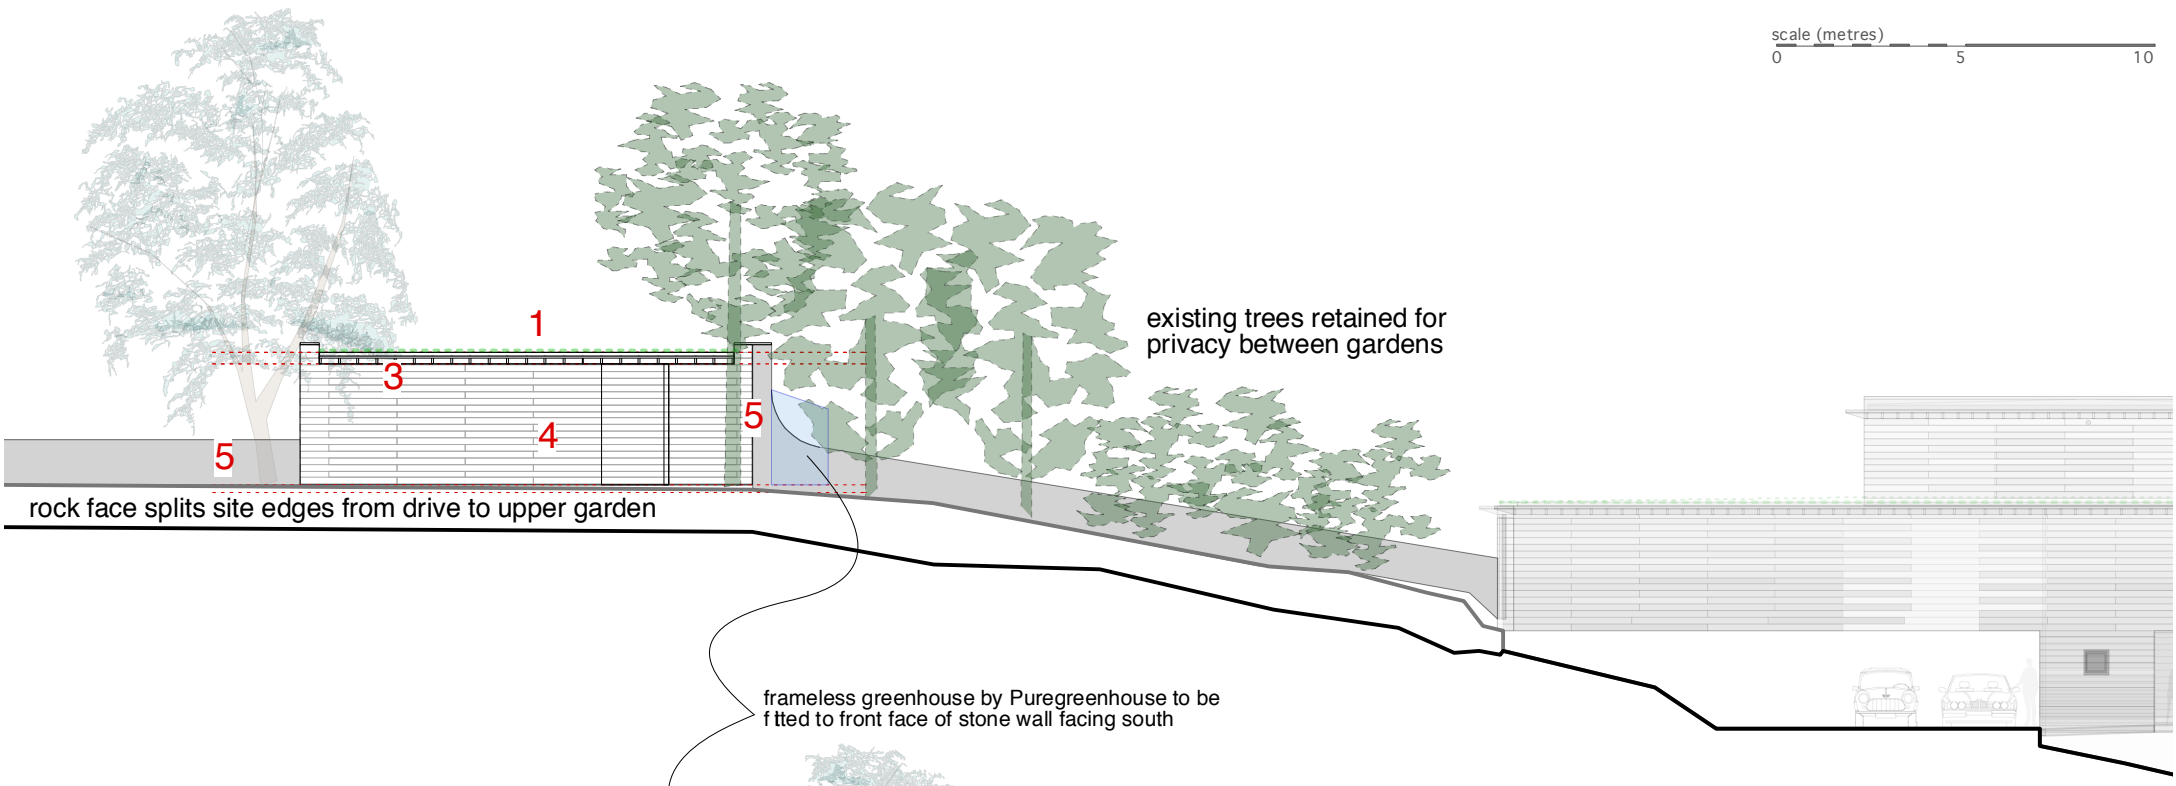 scale (metres)
0 5 10
1
existing trees retained for
privacy between gardens
3
5
4
5
rock face splits site edges from drive to upper garden
frameless greenhouse by Puregreenhouse to be
fitted to front face of stone wall facing south